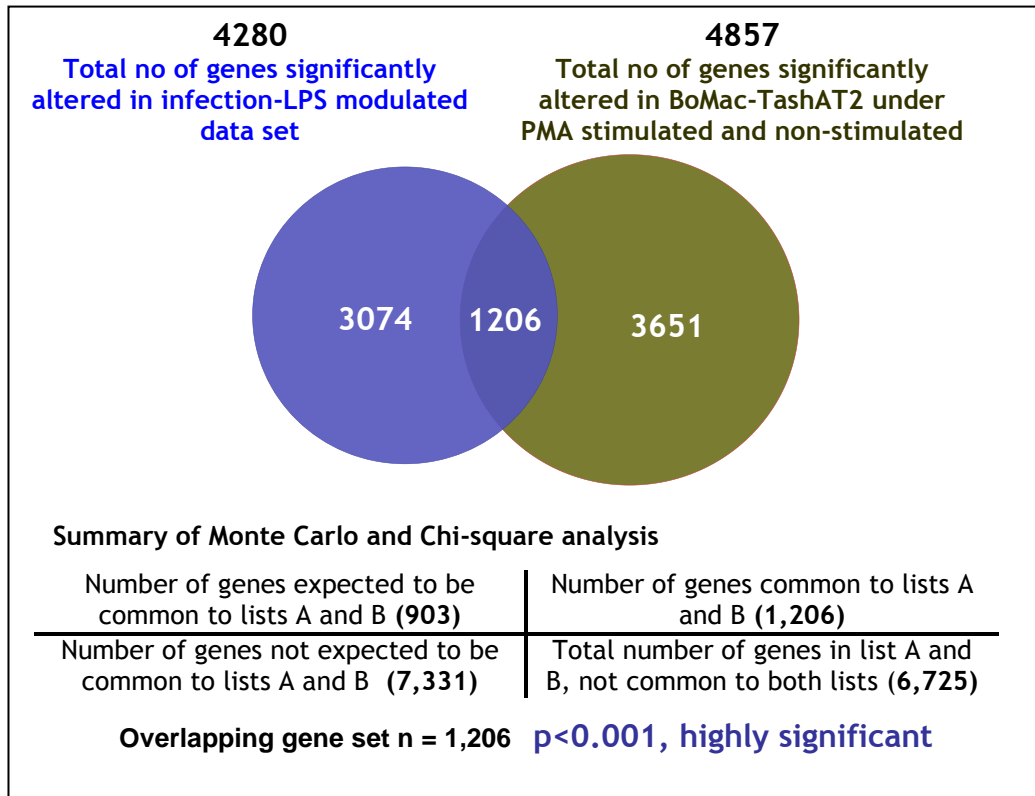 4280
Total no of genes significantly
altered in infection-LPS modulated
data set
4857
Total no of genes significantly
altered in BoMac-TashAT2 under
PMA stimulated and non-stimulated
3074
1206
3651
Summary of Monte Carlo and Chi-square analysis
Number of genes expected to be
common to lists A and B (903)
Number of genes common to lists A
and B (1,206)
Number of genes not expected to be
common to lists A and B (7,331)
Total number of genes in list A and
B, not common to both lists (6,725)
Overlapping gene set n = 1,206 p<0.001, highly significant